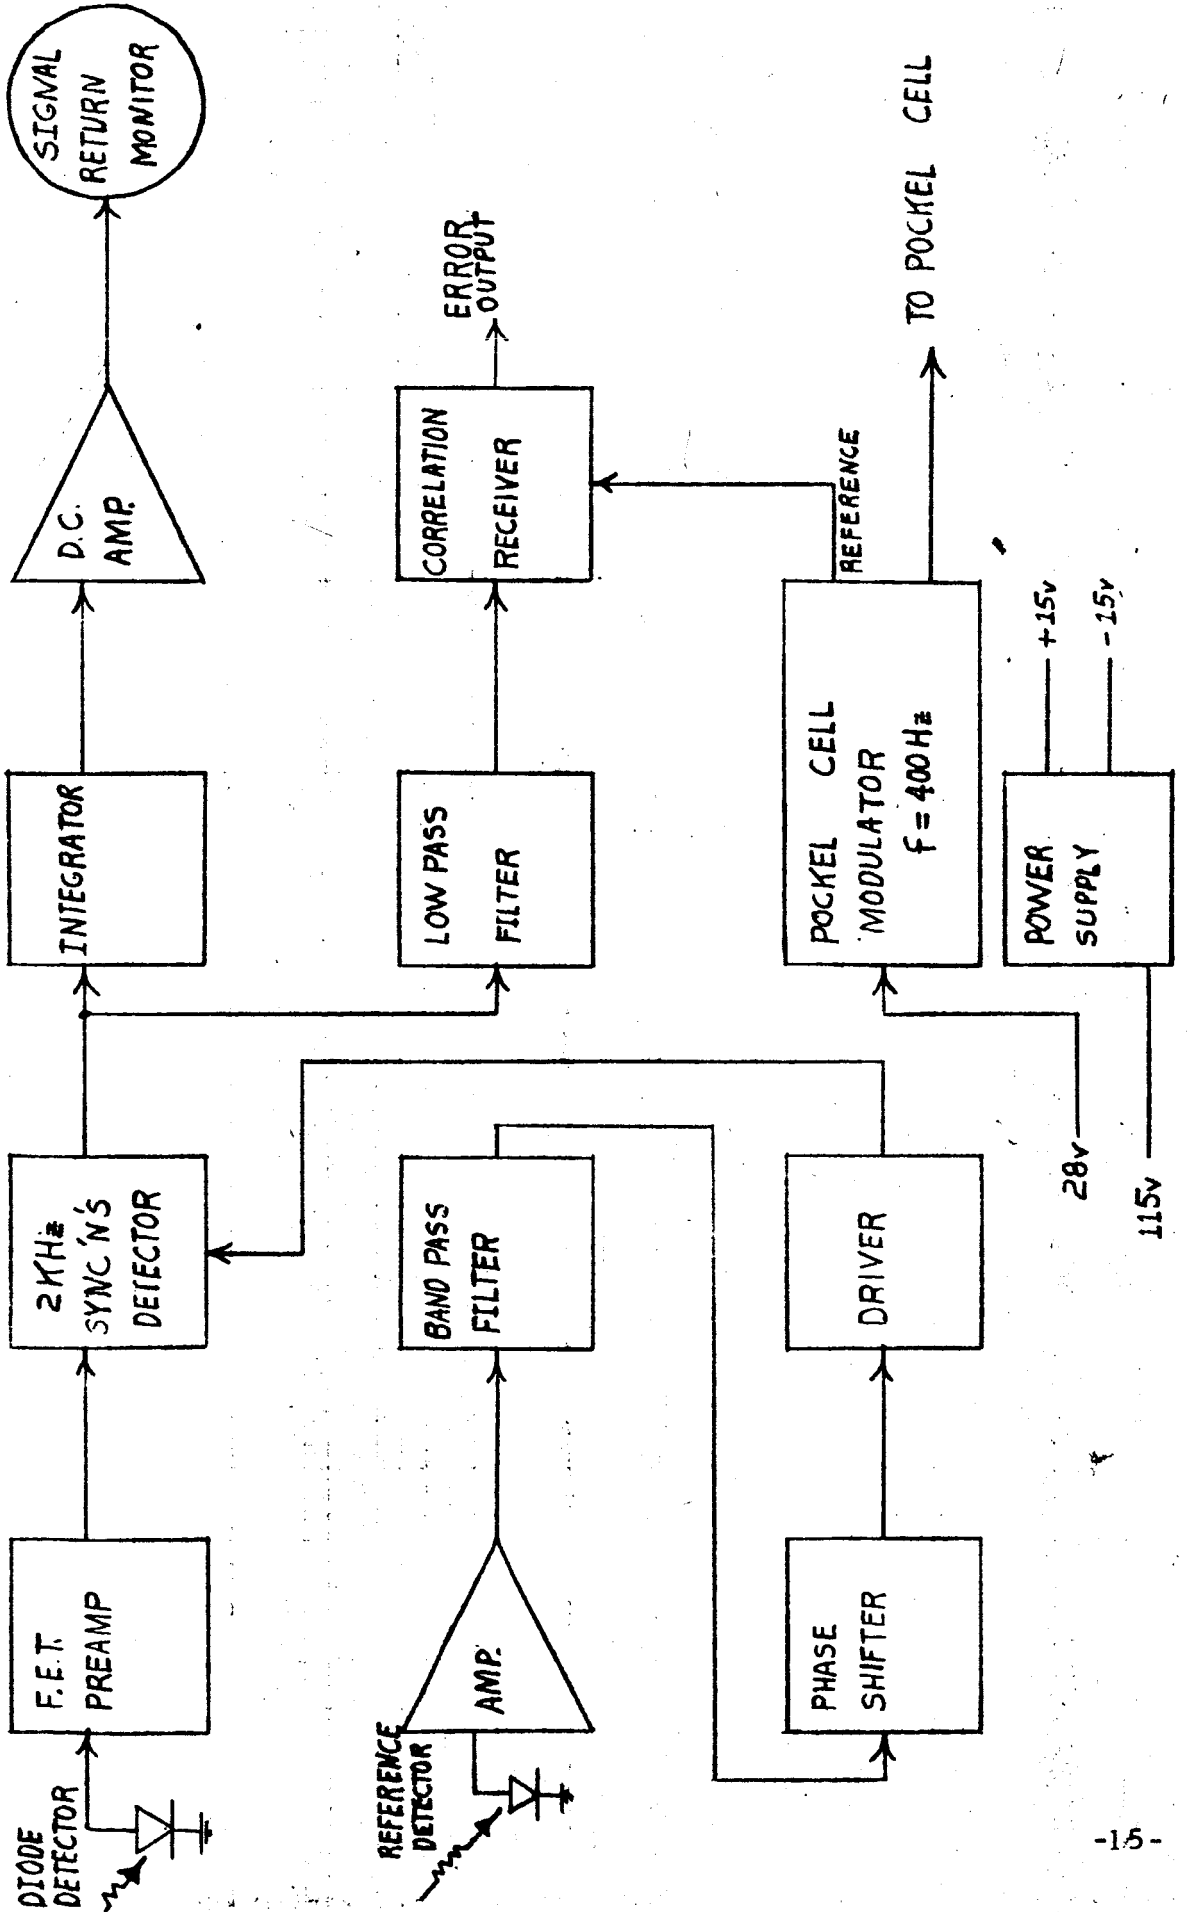 DIODE
DETECTOR
F.E.T.
PREAMP
2KHz
SYNC'N'S
DETECTOR
INTEGRATOR
D.C.
AMP.
SIGNAL
RETURN
MONITOR
REFERENCE
DETECTOR
AMP.
BAND PASS
FILTER
LOW PASS
FILTER
CORRELATION
RECEIVER
ERROR
OUTPUT
PHASE
SHIFTER
DRIVER
POCKEL CELL
MODULATOR
f = 400Hz
REFERENCE
TO POCKEL CELL
28v
115v
POWER
SUPPLY
+15v
-15v
-15-